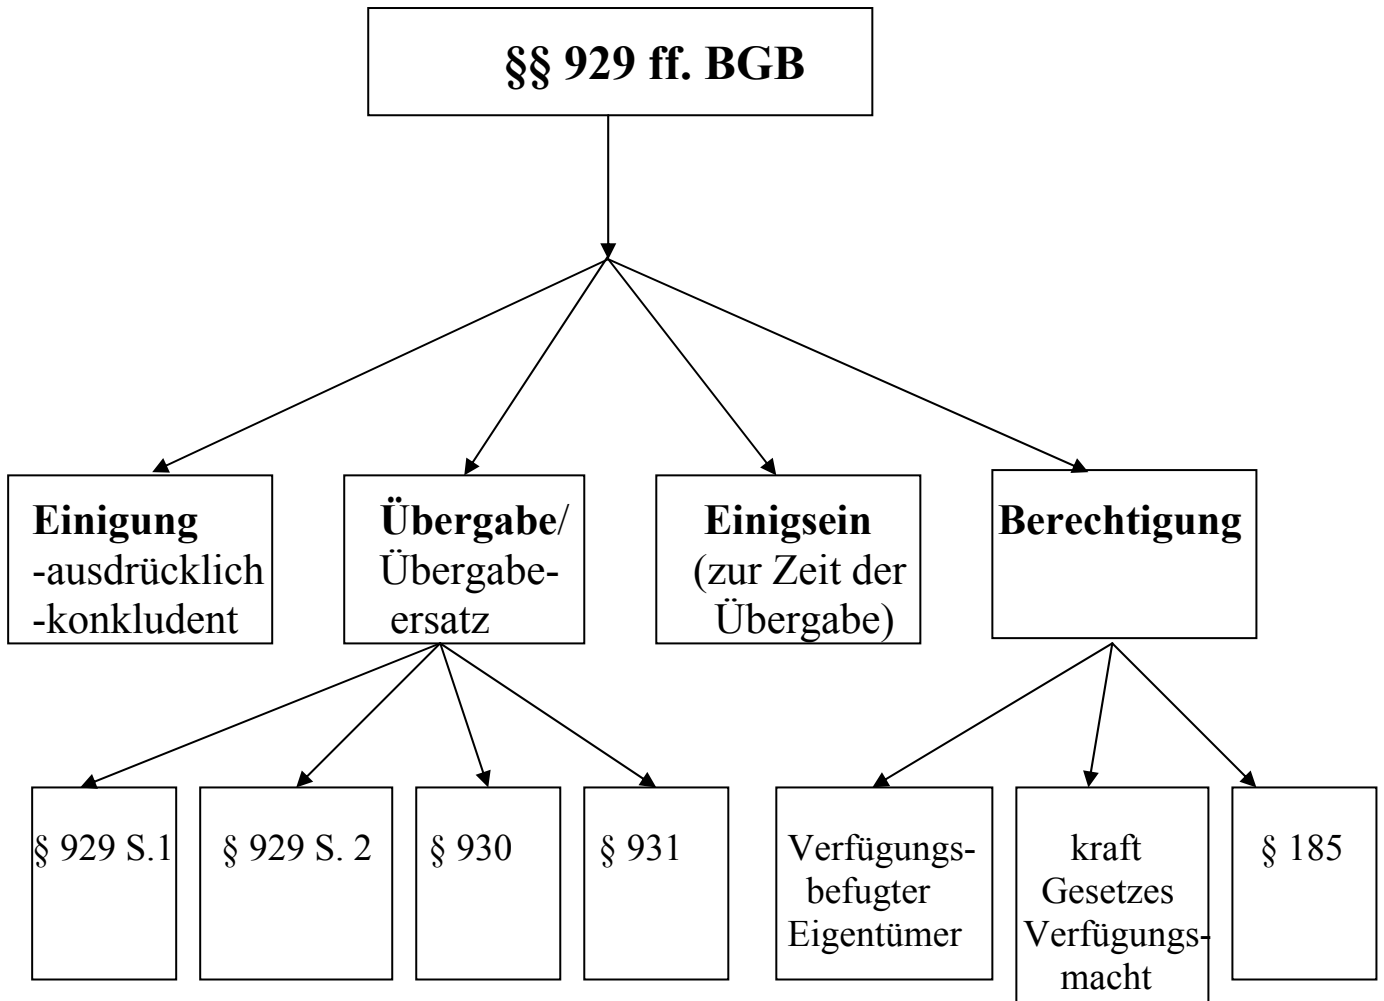 §§ 929 ff. BGB
Einigung
-ausdrücklich
-konkludent
Übergabe/
Übergabe-
ersatz
Einigsein
(zur Zeit der
Übergabe)
Berechtigung
§ 929 S.1
§ 929 S. 2
§ 930
§ 931
Verfügungs-
befugter
Eigentümer
kraft
Gesetzes
Verfügungs-
macht
§ 185